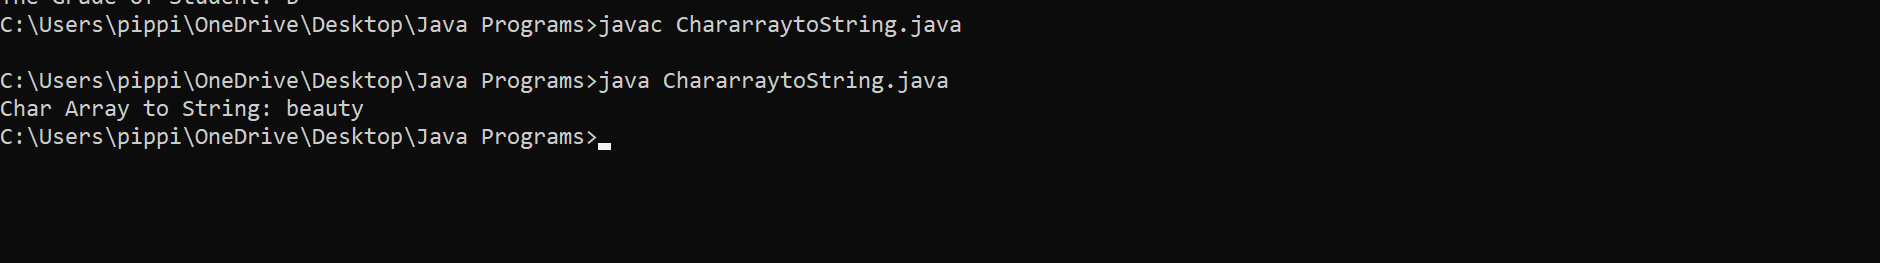 The Grade of Student: B
C:\Users\pippi\OneDrive\Desktop\Java Programs>javac ChararraytoString.java
C:\Users\pippi\OneDrive\Desktop\Java Programs>java ChararraytoString.java
Char Array to String: beauty
C:\Users\pippi\OneDrive\Desktop\Java Programs>